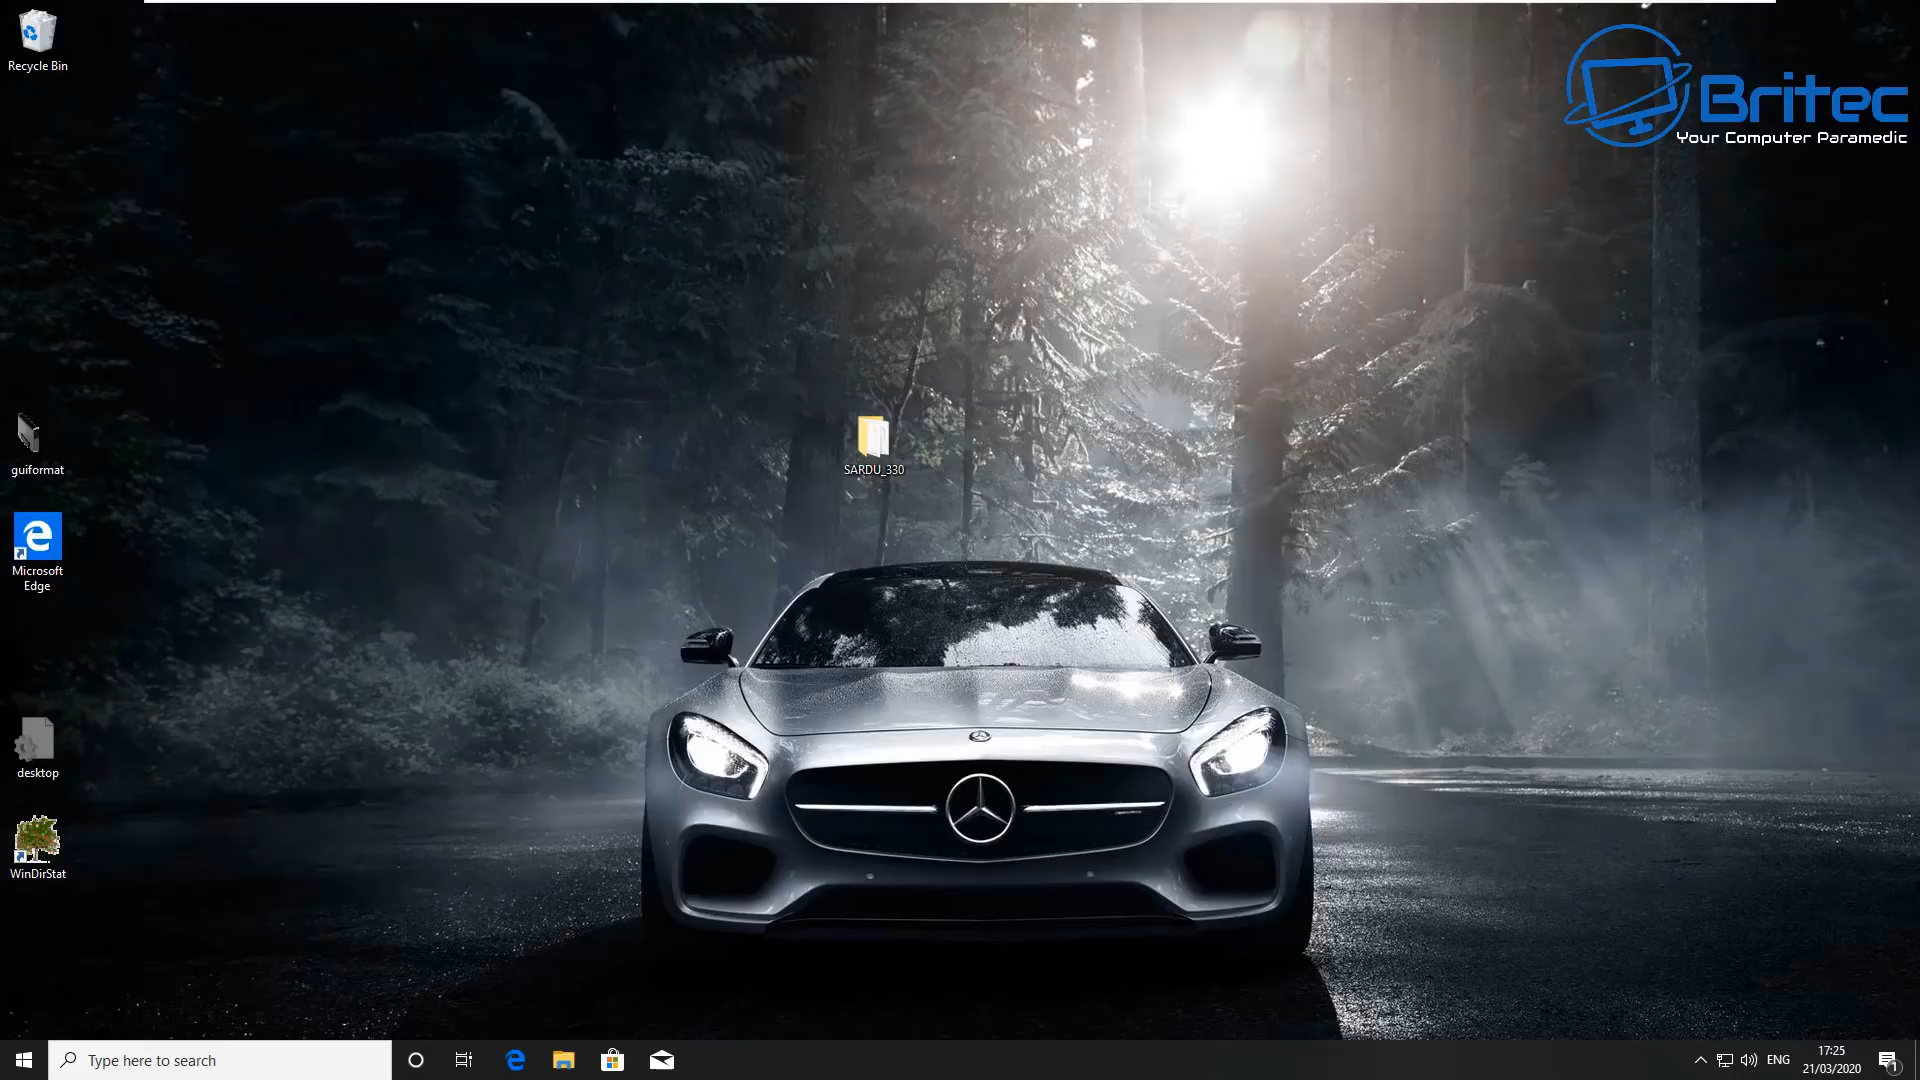 Recycle Bin
Britec
Your Computer Paramedic
guiformat
SARDU_330
Microsoft
Edge
desktop
WinDirStat
Type here to search
ENG
17:25
21/03/2020
1